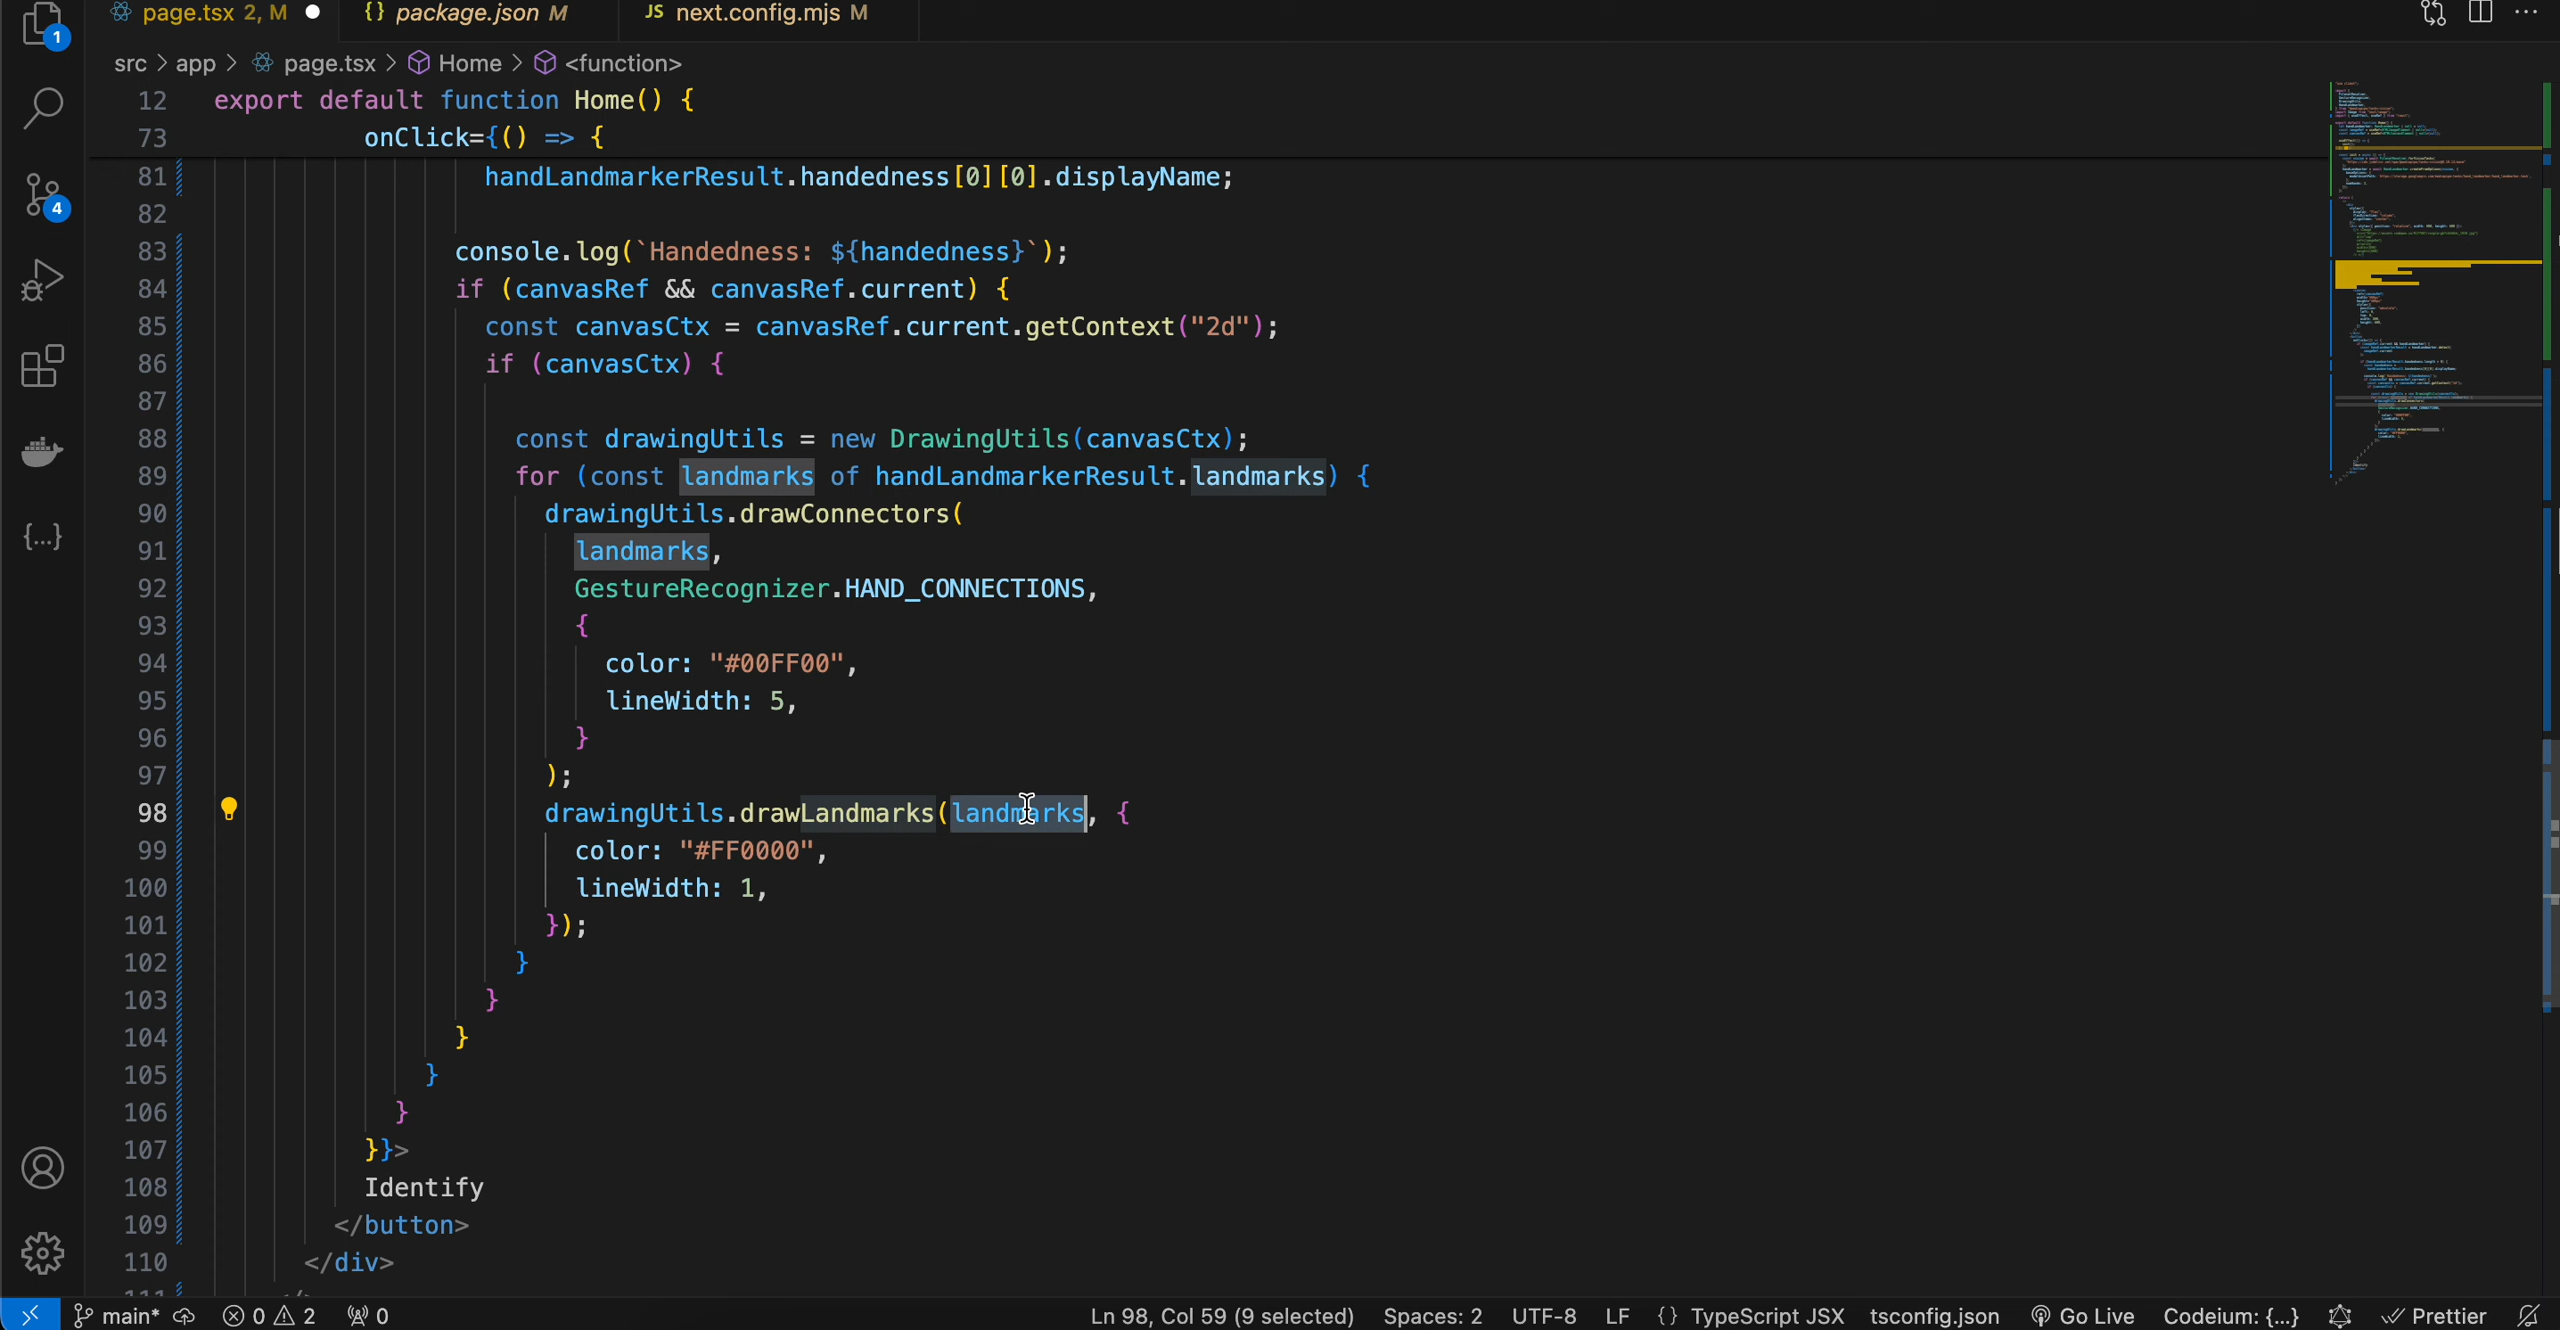 page.tsx 2, M
{} package.json M
JS next.config.mjs M
1
src > app > page.tsx > Home > <function>
12 export default function Home() {
73 onClick={() => {
81 handLandmarkerResult.handedness[0][0].displayName;
82
83 console.log(`Handedness: ${handedness}`);
84 if (canvasRef && canvasRef.current) {
85 const canvasCtx = canvasRef.current.getContext("2d");
86 if (canvasCtx) {
87
88 const drawingUtils = new DrawingUtils(canvasCtx);
89 for (const landmarks of handLandmarkerResult.landmarks) {
90 drawingUtils.drawConnectors(
91 landmarks,
92 GestureRecognizer.HAND_CONNECTIONS,
93 {
94 color: "#00FF00",
95 lineWidth: 5,
96 }
97 );
98 drawingUtils.drawLandmarks(landmarks, {
99 color: "#FF0000",
100 lineWidth: 1,
101 });
102 }
103 }
104 }
105 }
106 }
107 }}>
108 Identify
109 </button>
110 </div>
4
{...}
main* 0 2 0 Ln 98, Col 59 (9 selected) Spaces: 2 UTF-8 LF {} TypeScript JSX tsconfig.json Go Live Codeium: {...} Prettier